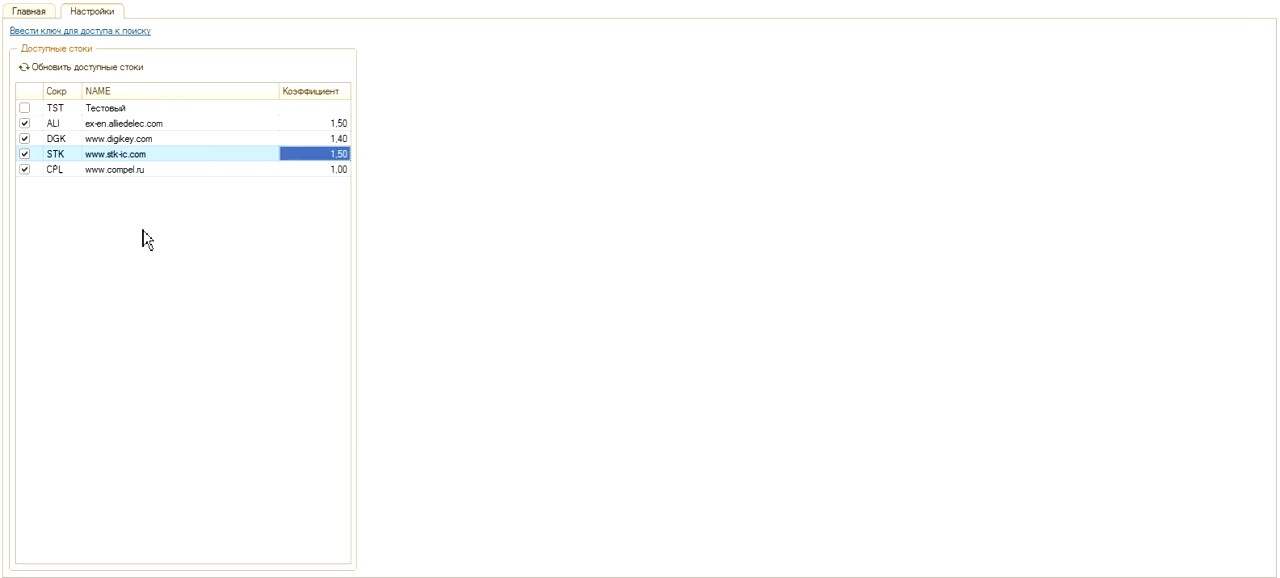 Главная Настройки
Ввести ключ для доступа к поиску
Доступные стоки
Обновить доступные стоки
Сокр NAME Коэффициент
TST Тестовый
ALI ex-en.alliedelec.com 1,50
DGK www.digikey.com 1,40
STK www.stk-ic.com 1,50
CPL www.compel.ru 1,00